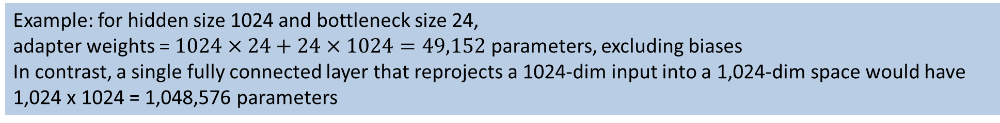 Example: for hidden size 1024 and bottleneck size 24,
adapter weights = 1024 × 24 + 24 × 1024 = 49,152 parameters, excluding biases
In contrast, a single fully connected layer that reprojects a 1024-dim input into a 1,024-dim space would have
1,024 x 1024 = 1,048,576 parameters